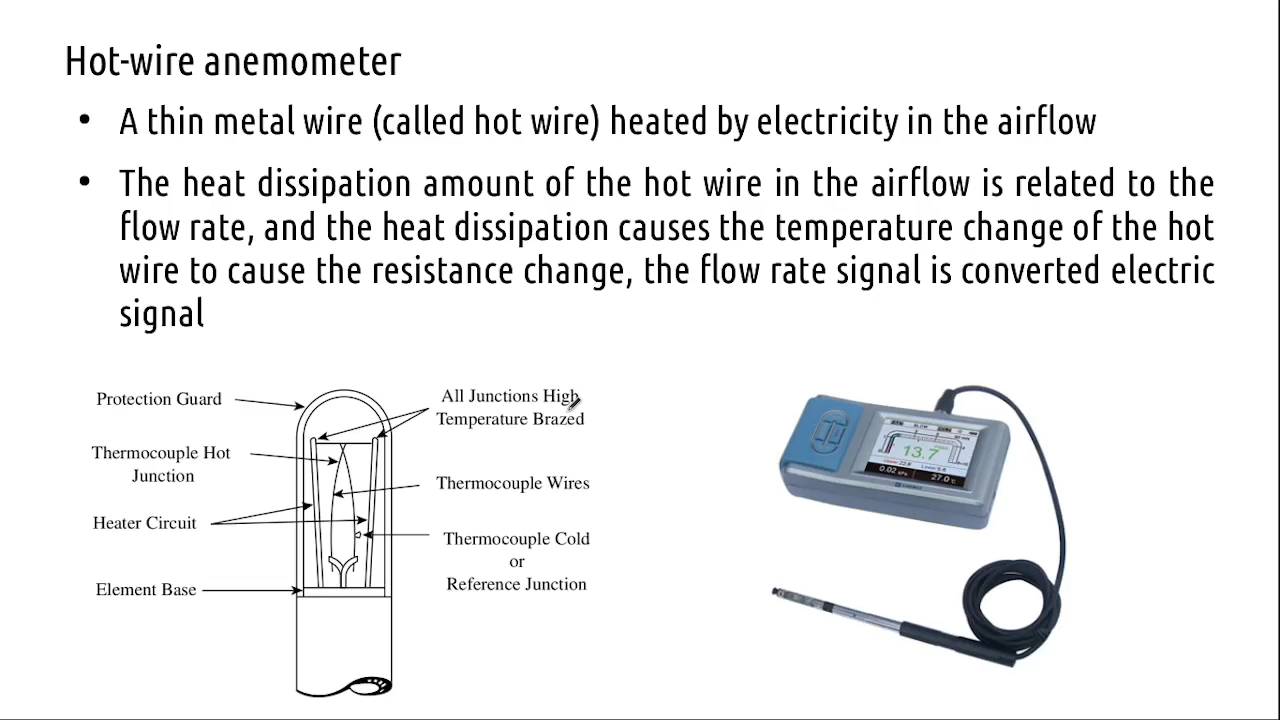 Hot-wire anemometer
• A thin metal wire (called hot wire) heated by electricity in the airflow
• The heat dissipation amount of the hot wire in the airflow is related to the
flow rate, and the heat dissipation causes the temperature change of the hot
wire to cause the resistance change, the flow rate signal is converted electric
signal
Protection Guard
Thermocouple Hot
Junction
Heater Circuit
Element Base
All Junctions High
Temperature Brazed
Thermocouple Wires
Thermocouple Cold
or
Reference Junction
13.7
0.02
27.0